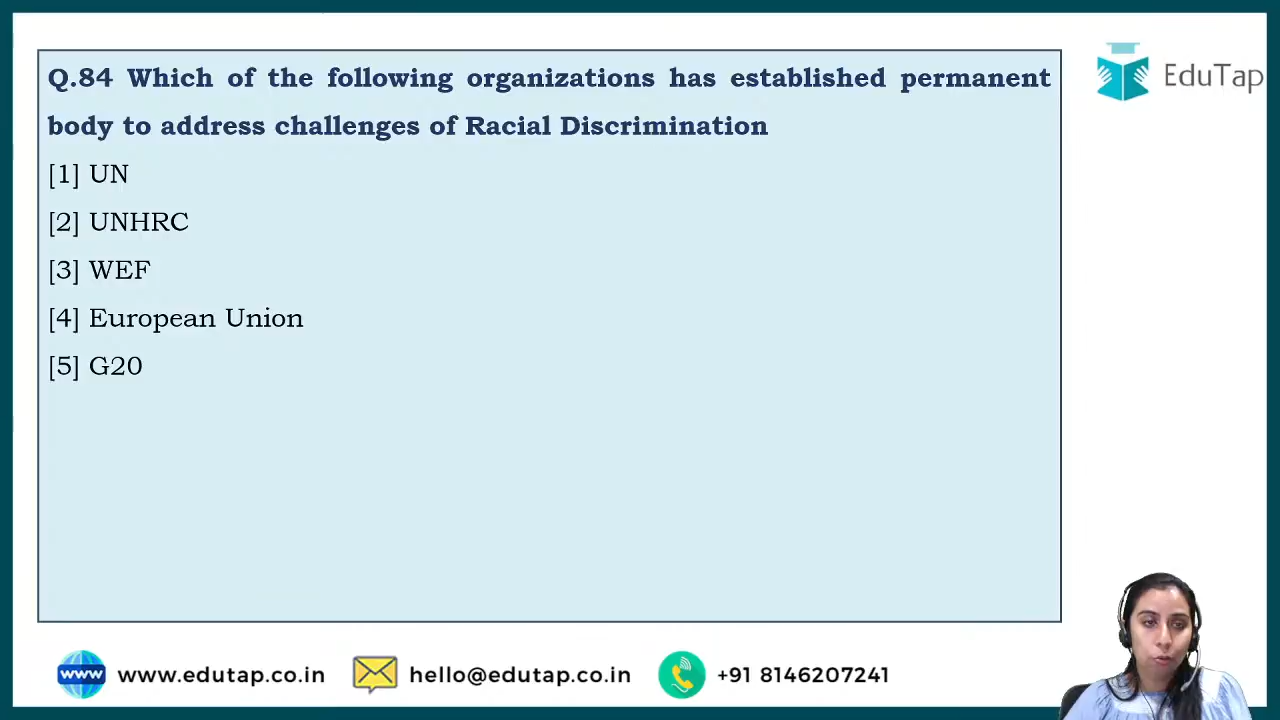 Q.84 Which of the following organizations has established permanent
body to address challenges of Racial Discrimination
[1] UN
[2] UNHRC
[3] WEF
[4] European Union
[5] G20
EduTap
www
www.edutap.co.in
hello@edutap.co.in
+91 8146207241